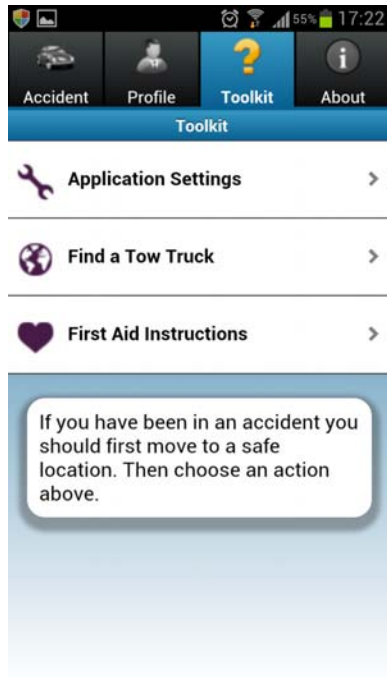 55% 17:22
Accident Profile Toolkit About
Toolkit
Application Settings
Find a Tow Truck
First Aid Instructions
If you have been in an accident you
should first move to a safe
location. Then choose an action
above.